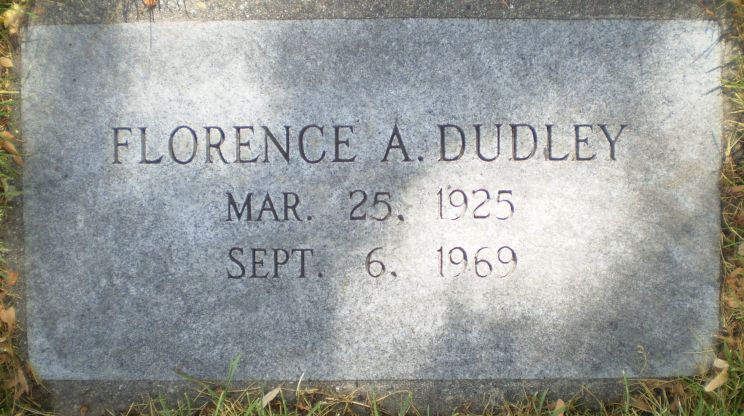 FLORENCE A. DUDLEY
MAR. 25, 1925
SEPT. 6, 1969